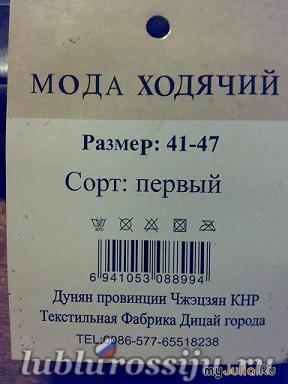 МОДА ХОДЯЧИЙ
Размер: 41-47
Сорт: первый
6 941053 088994
Дунян провинции Чжэцзян КНР
Текстильная Фабрика Дицай города
TEL:0086-577-65518238
lublurossiju.ru
myJulia.Ru